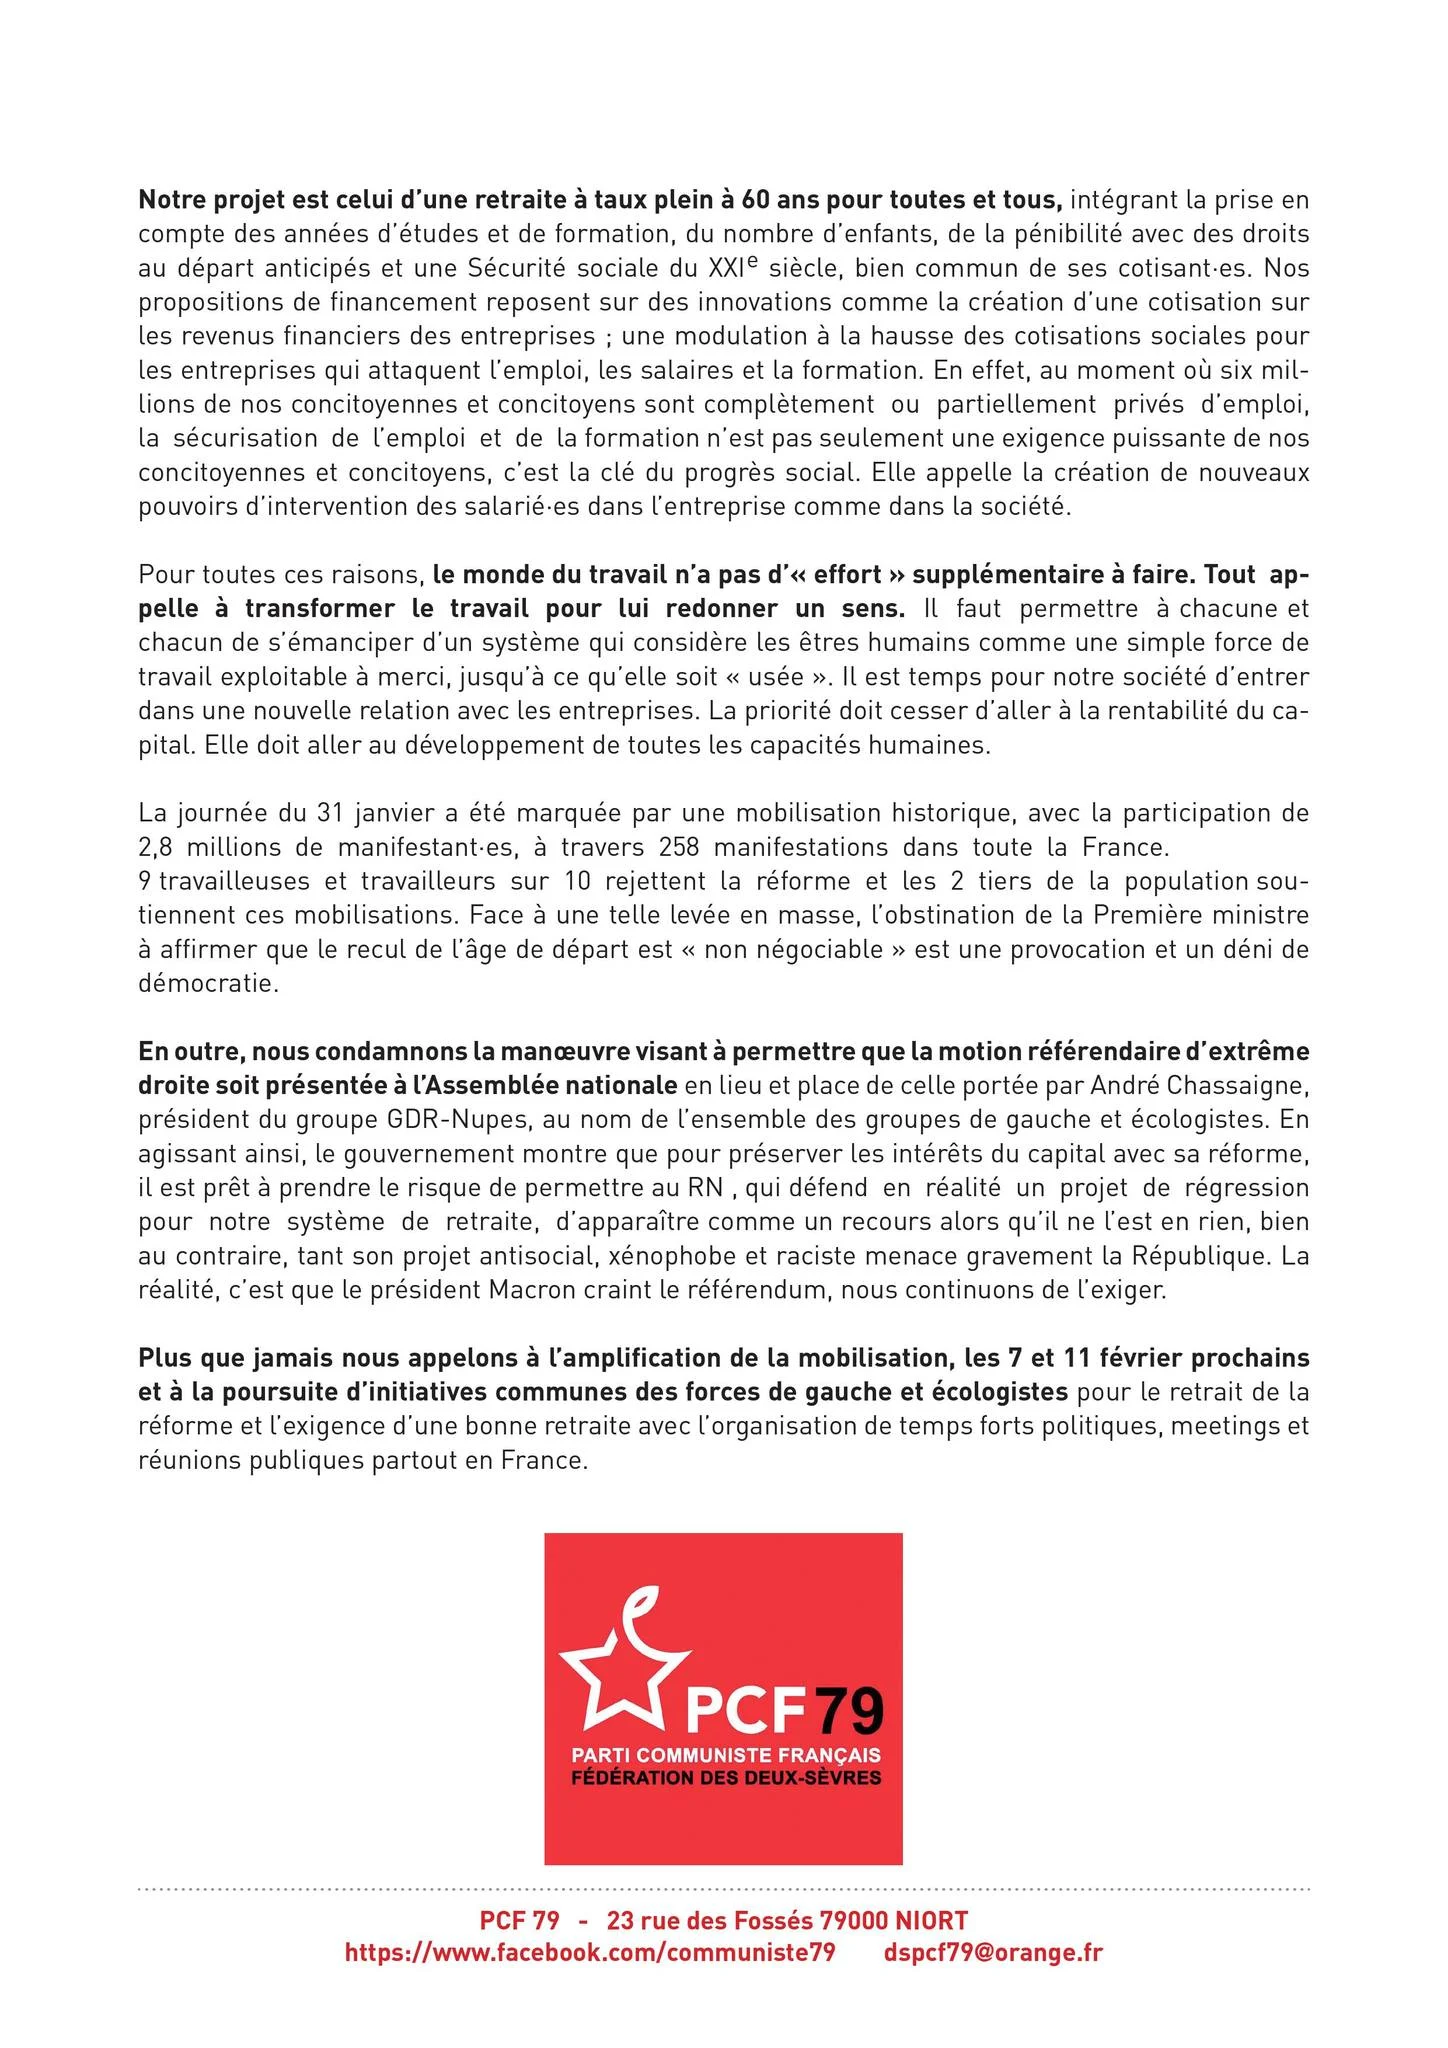 Notre projet est celui d’une retraite à taux plein à 60 ans pour toutes et tous, intégrant la prise en
compte des années d’études et de formation, du nombre d’enfants, de la pénibilité avec des droits
au départ anticipés et une Sécurité sociale du XXIe siècle, bien commun de ses cotisant·es. Nos
propositions de financement reposent sur des innovations comme la création d’une cotisation sur
les revenus financiers des entreprises ; une modulation à la hausse des cotisations sociales pour
les entreprises qui attaquent l’emploi, les salaires et la formation. En effet, au moment où six mil-
lions de nos concitoyennes et concitoyens sont complètement ou partiellement privés d’emploi,
la sécurisation de l’emploi et de la formation n’est pas seulement une exigence puissante de nos
concitoyennes et concitoyens, c’est la clé du progrès social. Elle appelle la création de nouveaux
pouvoirs d’intervention des salarié·es dans l’entreprise comme dans la société.
Pour toutes ces raisons, le monde du travail n’a pas d’« effort » supplémentaire à faire. Tout ap-
pelle à transformer le travail pour lui redonner un sens. Il faut permettre à chacune et
chacun de s’émanciper d’un système qui considère les êtres humains comme une simple force de
travail exploitable à merci, jusqu’à ce qu’elle soit « usée ». Il est temps pour notre société d’entrer
dans une nouvelle relation avec les entreprises. La priorité doit cesser d’aller à la rentabilité du ca-
pital. Elle doit aller au développement de toutes les capacités humaines.
La journée du 31 janvier a été marquée par une mobilisation historique, avec la participation de
2,8 millions de manifestant·es, à travers 258 manifestations dans toute la France.
9 travailleuses et travailleurs sur 10 rejettent la réforme et les 2 tiers de la population sou-
tiennent ces mobilisations. Face à une telle levée en masse, l’obstination de la Première ministre
à affirmer que le recul de l’âge de départ est « non négociable » est une provocation et un déni de
démocratie.
En outre, nous condamnons la manœuvre visant à permettre que la motion référendaire d’extrême
droite soit présentée à l’Assemblée nationale en lieu et place de celle portée par André Chassaigne,
président du groupe GDR-Nupes, au nom de l’ensemble des groupes de gauche et écologistes. En
agissant ainsi, le gouvernement montre que pour préserver les intérêts du capital avec sa réforme,
il est prêt à prendre le risque de permettre au RN , qui défend en réalité un projet de régression
pour notre système de retraite, d’apparaître comme un recours alors qu’il ne l’est en rien, bien
au contraire, tant son projet antisocial, xénophobe et raciste menace gravement la République. La
réalité, c’est que le président Macron craint le référendum, nous continuons de l’exiger.
Plus que jamais nous appelons à l’amplification de la mobilisation, les 7 et 11 février prochains
et à la poursuite d’initiatives communes des forces de gauche et écologistes pour le retrait de la
réforme et l’exigence d’une bonne retraite avec l’organisation de temps forts politiques, meetings et
réunions publiques partout en France.
PCF 79
PARTI COMMUNISTE FRANÇAIS
FÉDÉRATION DES DEUX-SÈVRES
PCF 79 - 23 rue des Fossés 79000 NIORT
https://www.facebook.com/communiste79 dspcf79@orange.fr